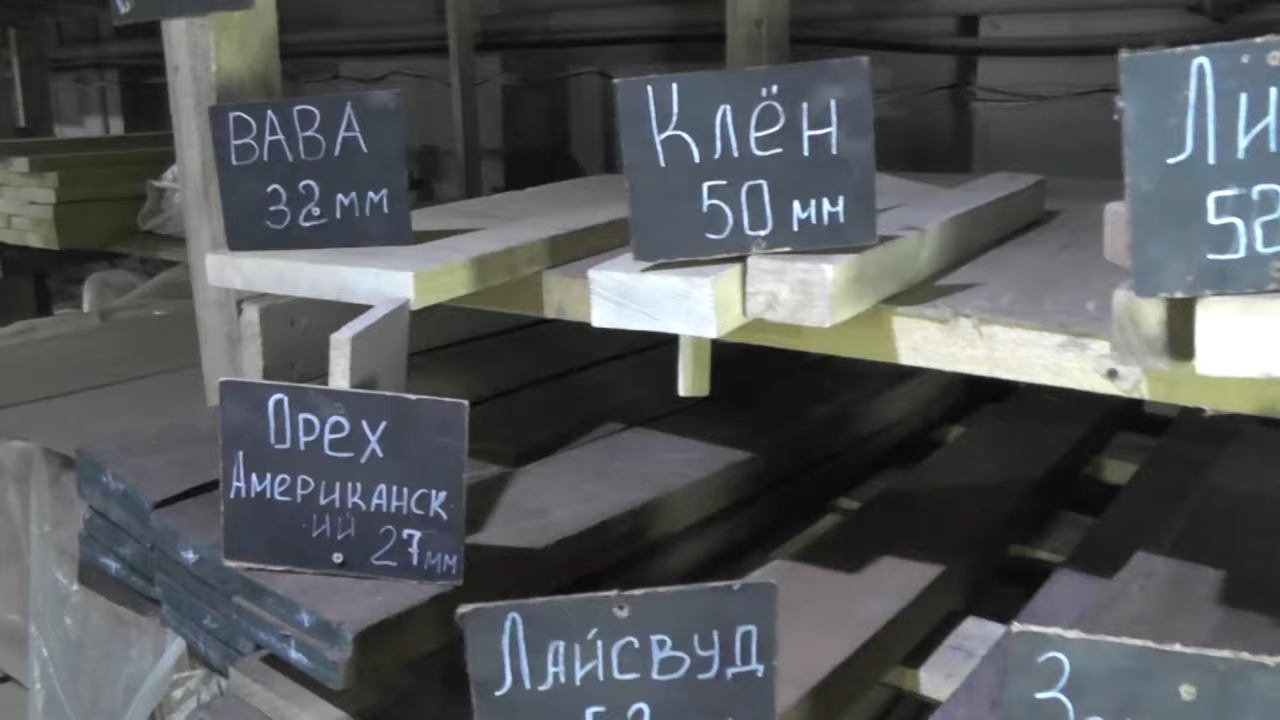 ВАВА
32мм
Клён
50 мм
Орех
Американск
ий 27мм
Лайсвуд